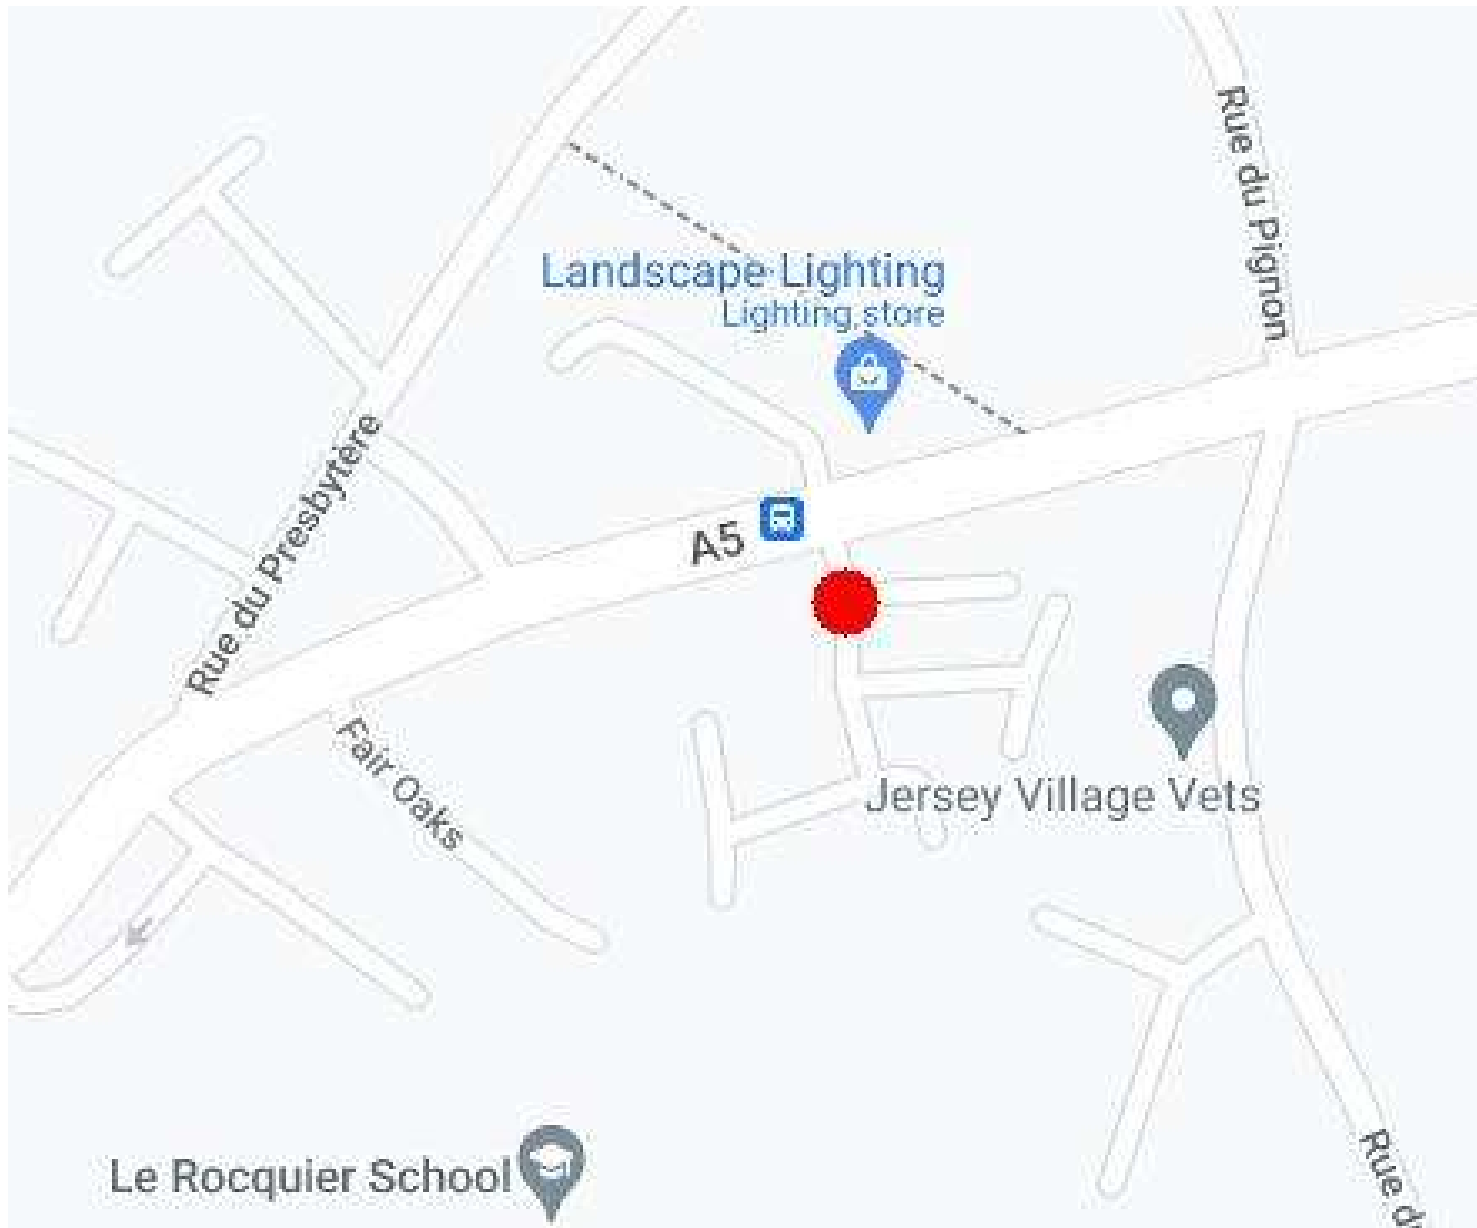 Rue du Pignon
Landscape Lighting
Lighting store
Rue du Presbytère
A5
Fair Oaks
Jersey Village Vets
Le Rocquier School
Rue d